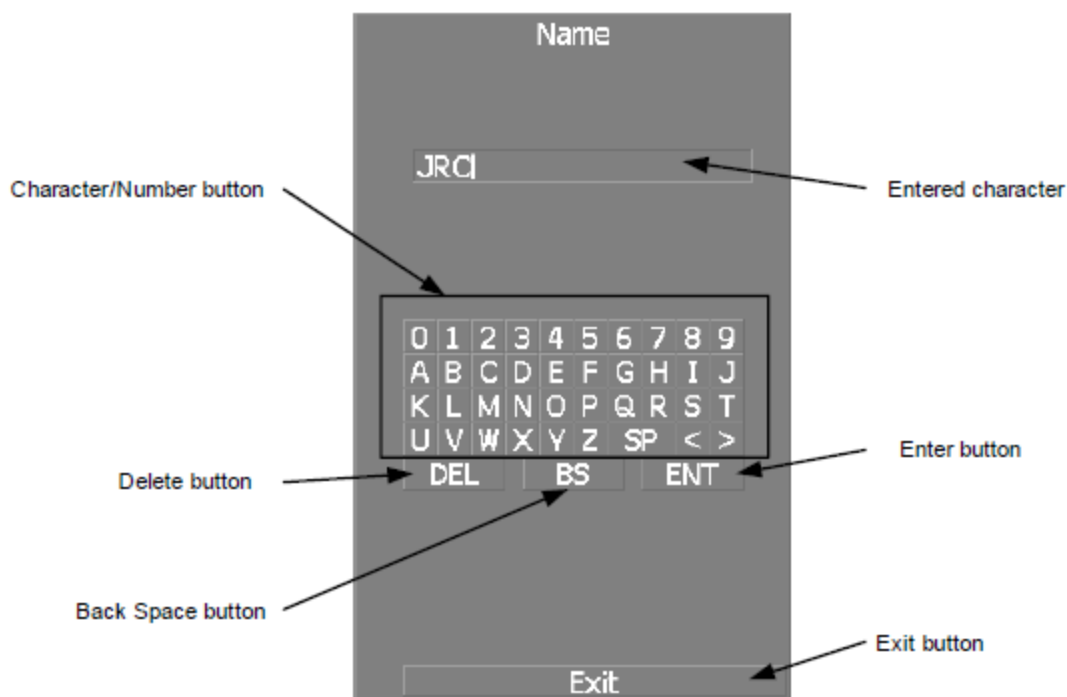 Name
JRC
Character/Number button
Entered character
0 1 2 3 4 5 6 7 8 9
A B C D E F G H I J
K L M N O P Q R S T
U V W X Y Z SP < >
Enter button
DEL BS ENT
Delete button
Back Space button
Exit button
Exit